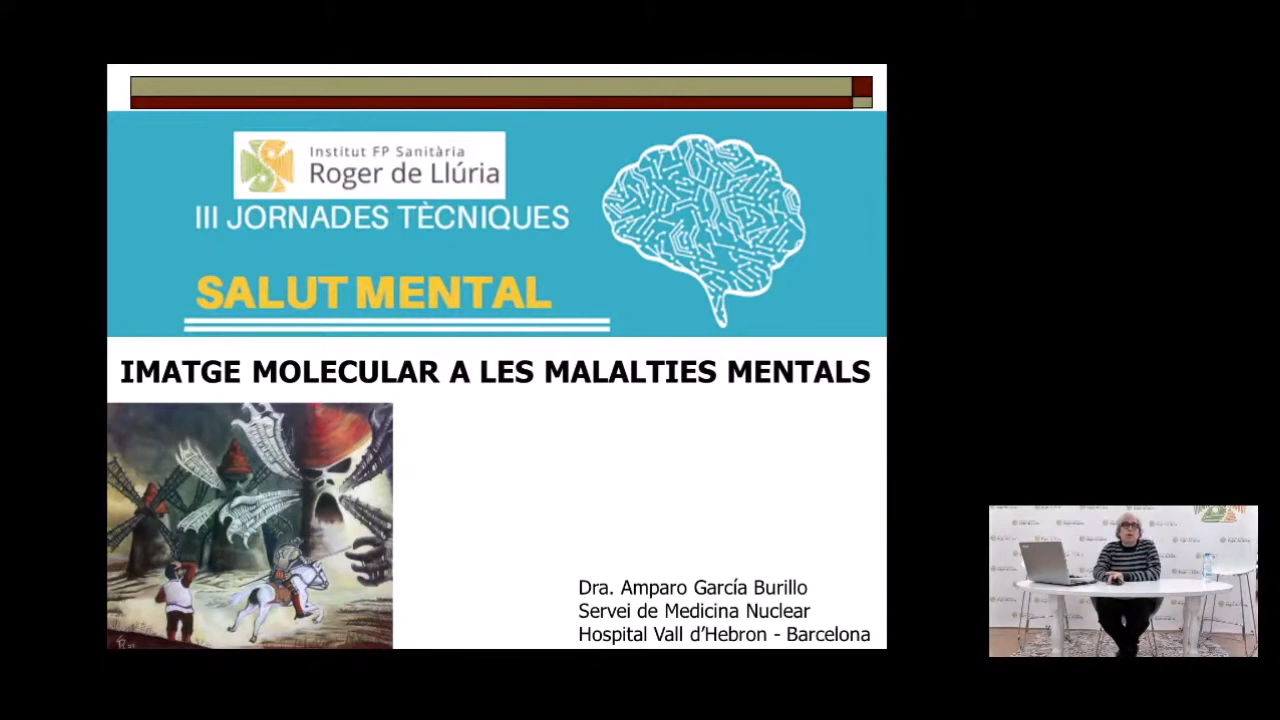 Institut FP Sanitària
Roger de Llúria
III JORNADES TÈCNIQUES
SALUT MENTAL
IMATGE MOLECULAR A LES MALALTIES MENTALS
Dra. Amparo García Burillo
Servei de Medicina Nuclear
Hospital Vall d'Hebron - Barcelona